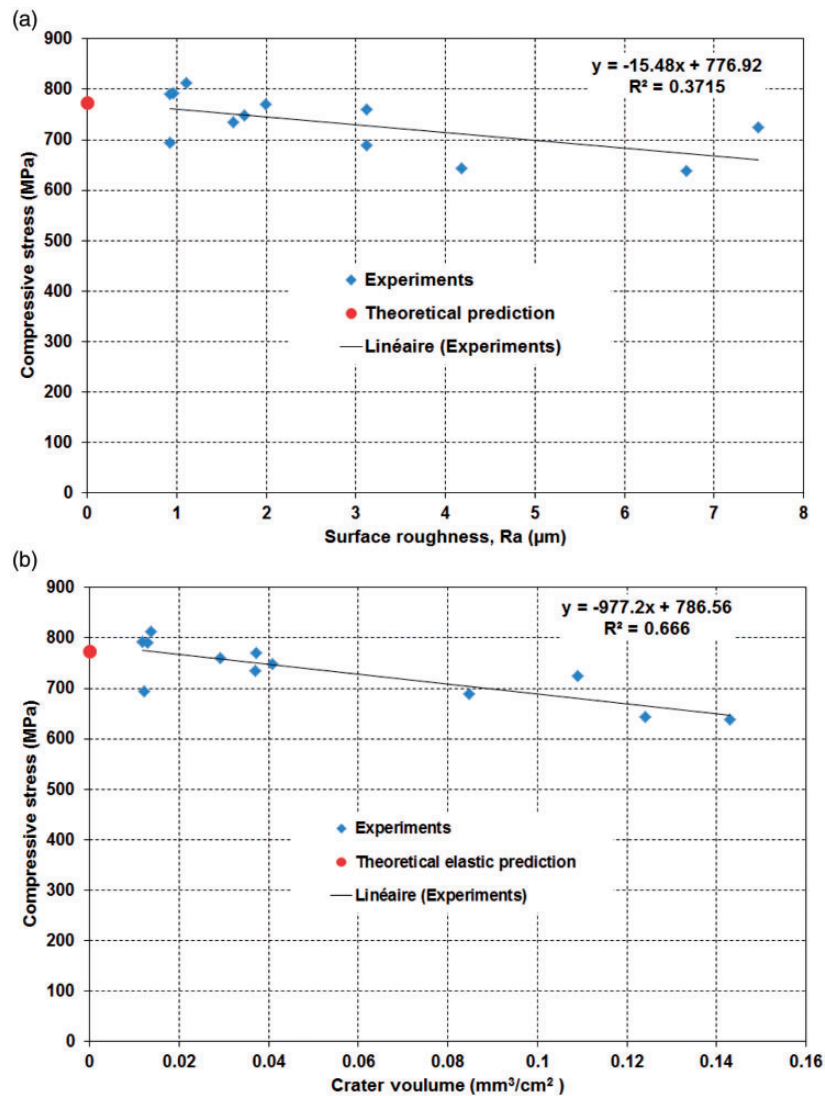 (a)
900
800
700
600
500
400
300
200
100
0
Compressive stress (MPa)
y = -15.48x + 776.92
R² = 0.3715
Experiments
Theoretical prediction
Linéaire (Experiments)
0 1 2 3 4 5 6 7 8
Surface roughness, Ra (µm)
(b)
900
800
700
600
500
400
300
200
100
0
Compressive stress (MPa)
y = -977.2x + 786.56
R² = 0.666
Experiments
Theoretical elastic prediction
Linéaire (Experiments)
0 0.02 0.04 0.06 0.08 0.1 0.12 0.14 0.16
Crater voulume (mm³/cm² )